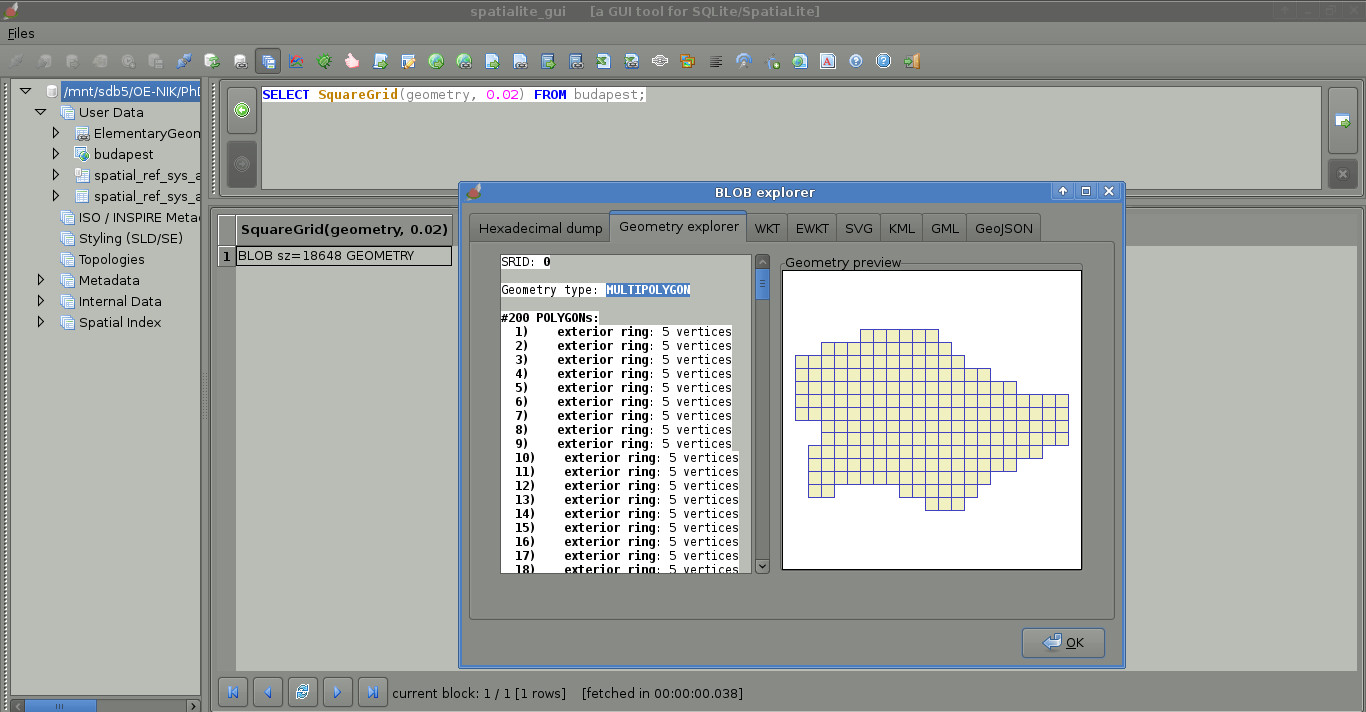 spatialite_gui [a GUI tool for SQLite/SpatiaLite]
Files
/mnt/sdb5/OE-NIK/PhD
User Data
ElementaryGeon
budapest
spatial_ref_sys_a
spatial_ref_sys_a
ISO / INSPIRE Meta
Styling (SLD/SE)
Topologies
Metadata
Internal Data
Spatial Index
SELECT SquareGrid(geometry, 0.02) FROM budapest;
SquareGrid(geometry, 0.02)
1 BLOB sz=18648 GEOMETRY
BLOB explorer
Hexadecimal dump Geometry explorer WKT EWKT SVG KML GML GeoJSON
SRID: 0
Geometry type: MULTIPOLYGON
#200 POLYGONs:
1) exterior ring: 5 vertices
2) exterior ring: 5 vertices
3) exterior ring: 5 vertices
4) exterior ring: 5 vertices
5) exterior ring: 5 vertices
6) exterior ring: 5 vertices
7) exterior ring: 5 vertices
8) exterior ring: 5 vertices
9) exterior ring: 5 vertices
10) exterior ring: 5 vertices
11) exterior ring: 5 vertices
12) exterior ring: 5 vertices
13) exterior ring: 5 vertices
14) exterior ring: 5 vertices
15) exterior ring: 5 vertices
16) exterior ring: 5 vertices
17) exterior ring: 5 vertices
18) exterior ring: 5 vertices
Geometry preview
OK
current block: 1 / 1 [1 rows] [fetched in 00:00:00.038]